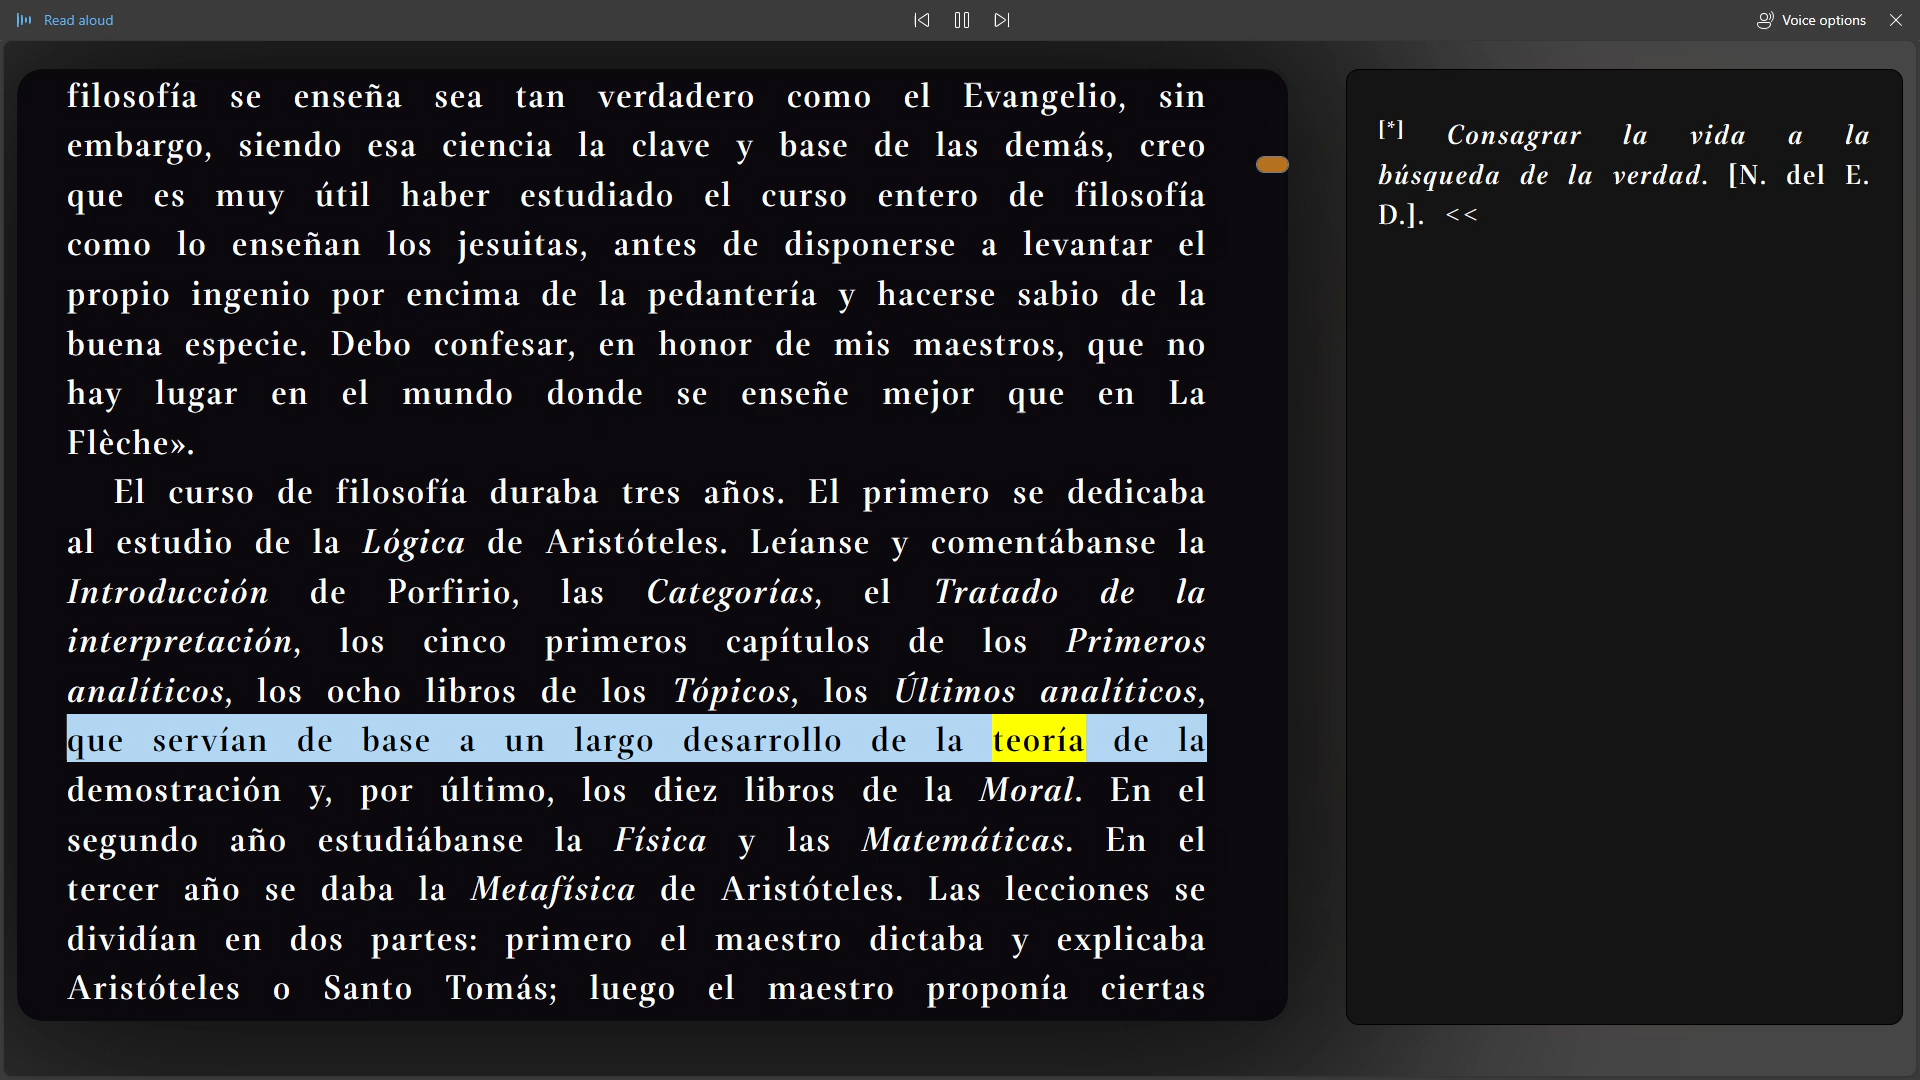 Read aloud
Voice options
filosofía se enseña sea tan verdadero como el Evangelio, sin
embargo, siendo esa ciencia la clave y base de las demás, creo
que es muy útil haber estudiado el curso entero de filosofía
como lo enseñan los jesuitas, antes de disponerse a levantar el
propio ingenio por encima de la pedantería y hacerse sabio de la
buena especie. Debo confesar, en honor de mis maestros, que no
hay lugar en el mundo donde se enseñe mejor que en La
Flèche».
El curso de filosofía duraba tres años. El primero se dedicaba
al estudio de la Lógica de Aristóteles. Leíanse y comentábanse la
Introducción de Porfirio, las Categorías, el Tratado de la
interpretación, los cinco primeros capítulos de los Primeros
analíticos, los ocho libros de los Tópicos, los Últimos analíticos,
que servían de base a un largo desarrollo de la teoría de la
demostración y, por último, los diez libros de la Moral. En el
segundo año estudiábanse la Física y las Matemáticas. En el
tercer año se daba la Metafísica de Aristóteles. Las lecciones se
dividían en dos partes: primero el maestro dictaba y explicaba
Aristóteles o Santo Tomás; luego el maestro proponía ciertas
[*] Consagrar la vida a la
búsqueda de la verdad. [N. del E.
D.]. <<